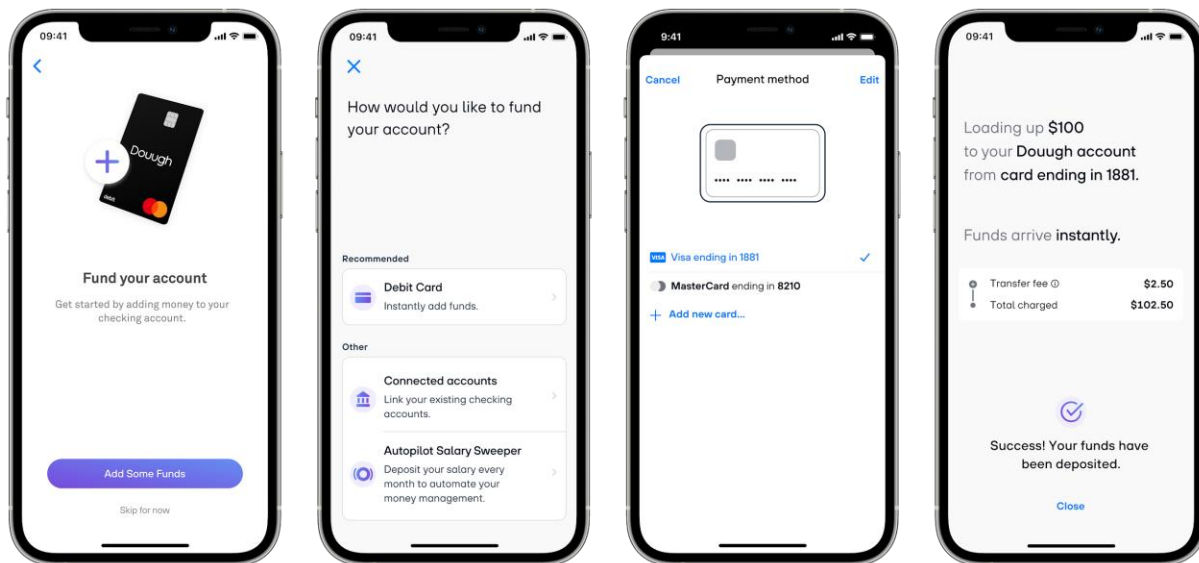 09:41
Douugh
debit
Fund your account
Get started by adding money to your
checking account.
Add Some Funds
Skip for now
09:41
How would you like to fund
your account?
Recommended
Debit Card
Instantly add funds.
Other
Connected accounts
Link your existing checking
accounts.
Autopilot Salary Sweeper
Deposit your salary every
month to automate your
money management.
9:41
Cancel Payment method Edit
VISA Visa ending in 1881
MasterCard ending in 8210
+ Add new card...
09:41
Loading up $100
to your Douugh account
from card ending in 1881.
Funds arrive instantly.
Transfer fee $2.50
Total charged $102.50
Success! Your funds have
been deposited.
Close